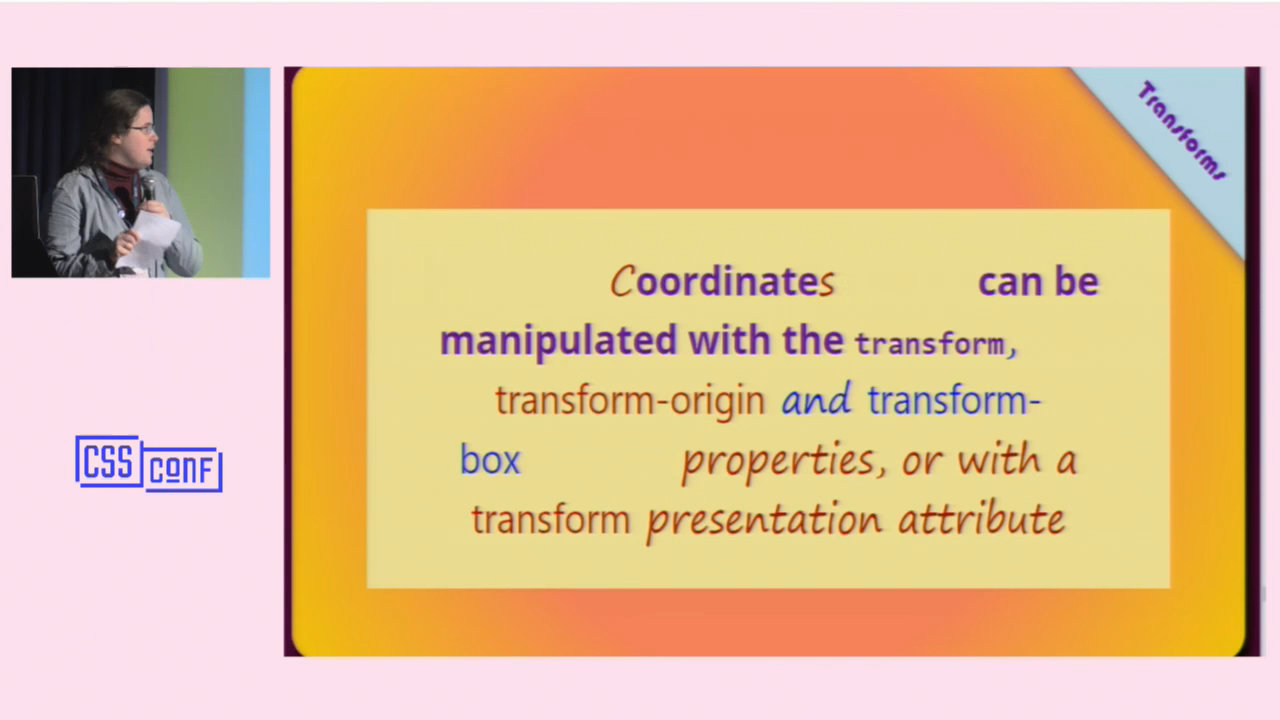 Transforms
Coordinates can be
manipulated with the transform,
transform-origin and transform-
box properties, or with a
transform presentation attribute
CSS conf